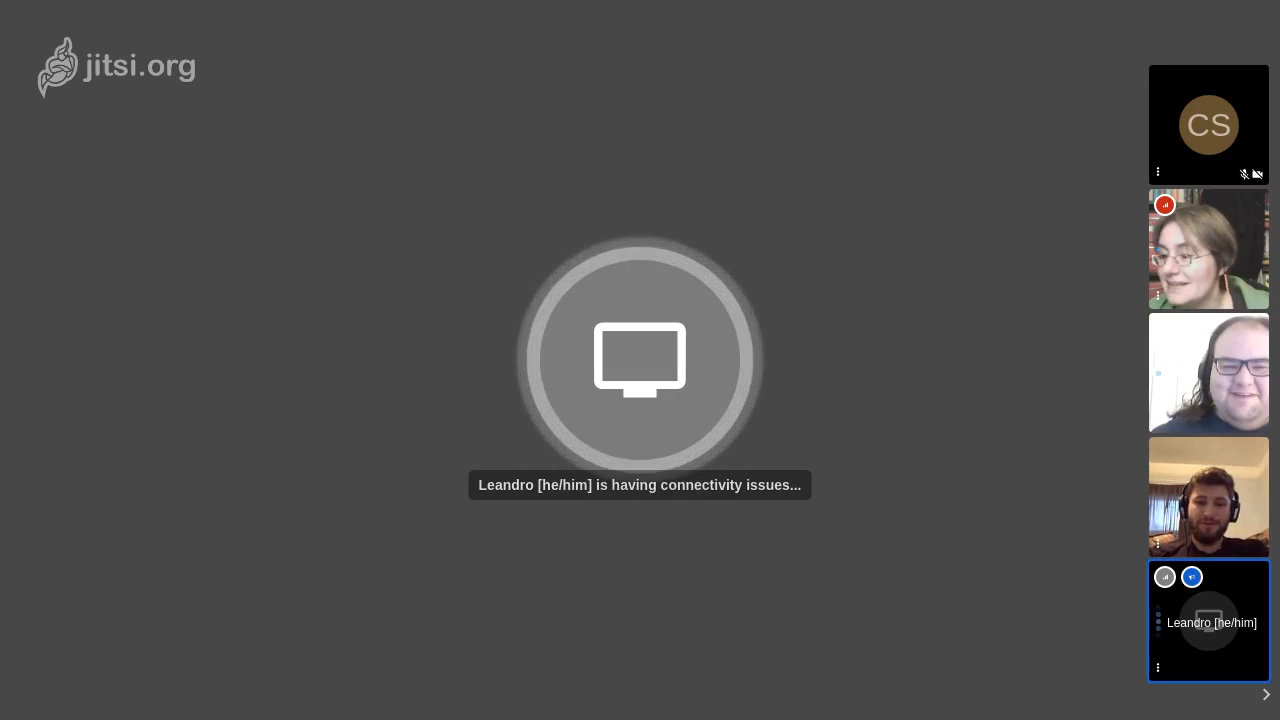 jitsi.org
CS
Leandro [he/him] is having connectivity issues...
Leandro [he/him]